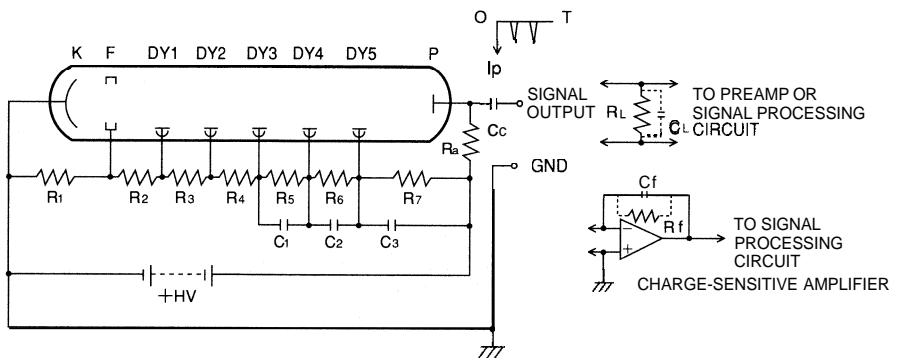 O T
K F DY1 DY2 DY3 DY4 DY5 P
Ip
SIGNAL
OUTPUT
RL
CL
TO PREAMP OR
SIGNAL PROCESSING
CIRCUIT
Cc
Ra
GND
R1 R2 R3 R4 R5 R6 R7
C1 C2 C3
Cf
Rf
−
+
TO SIGNAL
PROCESSING
CIRCUIT
+HV
CHARGE-SENSITIVE AMPLIFIER